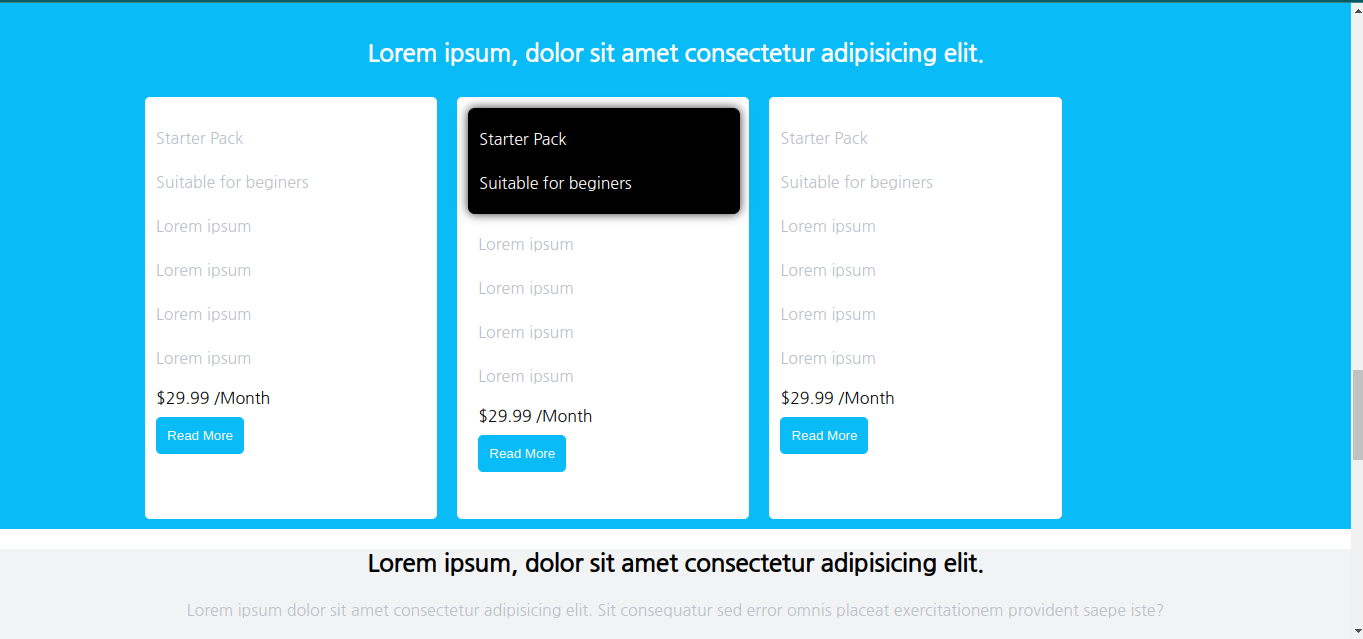 Lorem ipsum, dolor sit amet consectetur adipisicing elit.
Starter Pack
Suitable for beginers
Lorem ipsum
Lorem ipsum
Lorem ipsum
Lorem ipsum
$29.99 /Month
Read More
Starter Pack
Suitable for beginers
Lorem ipsum
Lorem ipsum
Lorem ipsum
Lorem ipsum
$29.99 /Month
Read More
Starter Pack
Suitable for beginers
Lorem ipsum
Lorem ipsum
Lorem ipsum
Lorem ipsum
$29.99 /Month
Read More
Lorem ipsum, dolor sit amet consectetur adipisicing elit.
Lorem ipsum dolor sit amet consectetur adipisicing elit. Sit consequatur sed error omnis placeat exercitationem provident saepe iste?